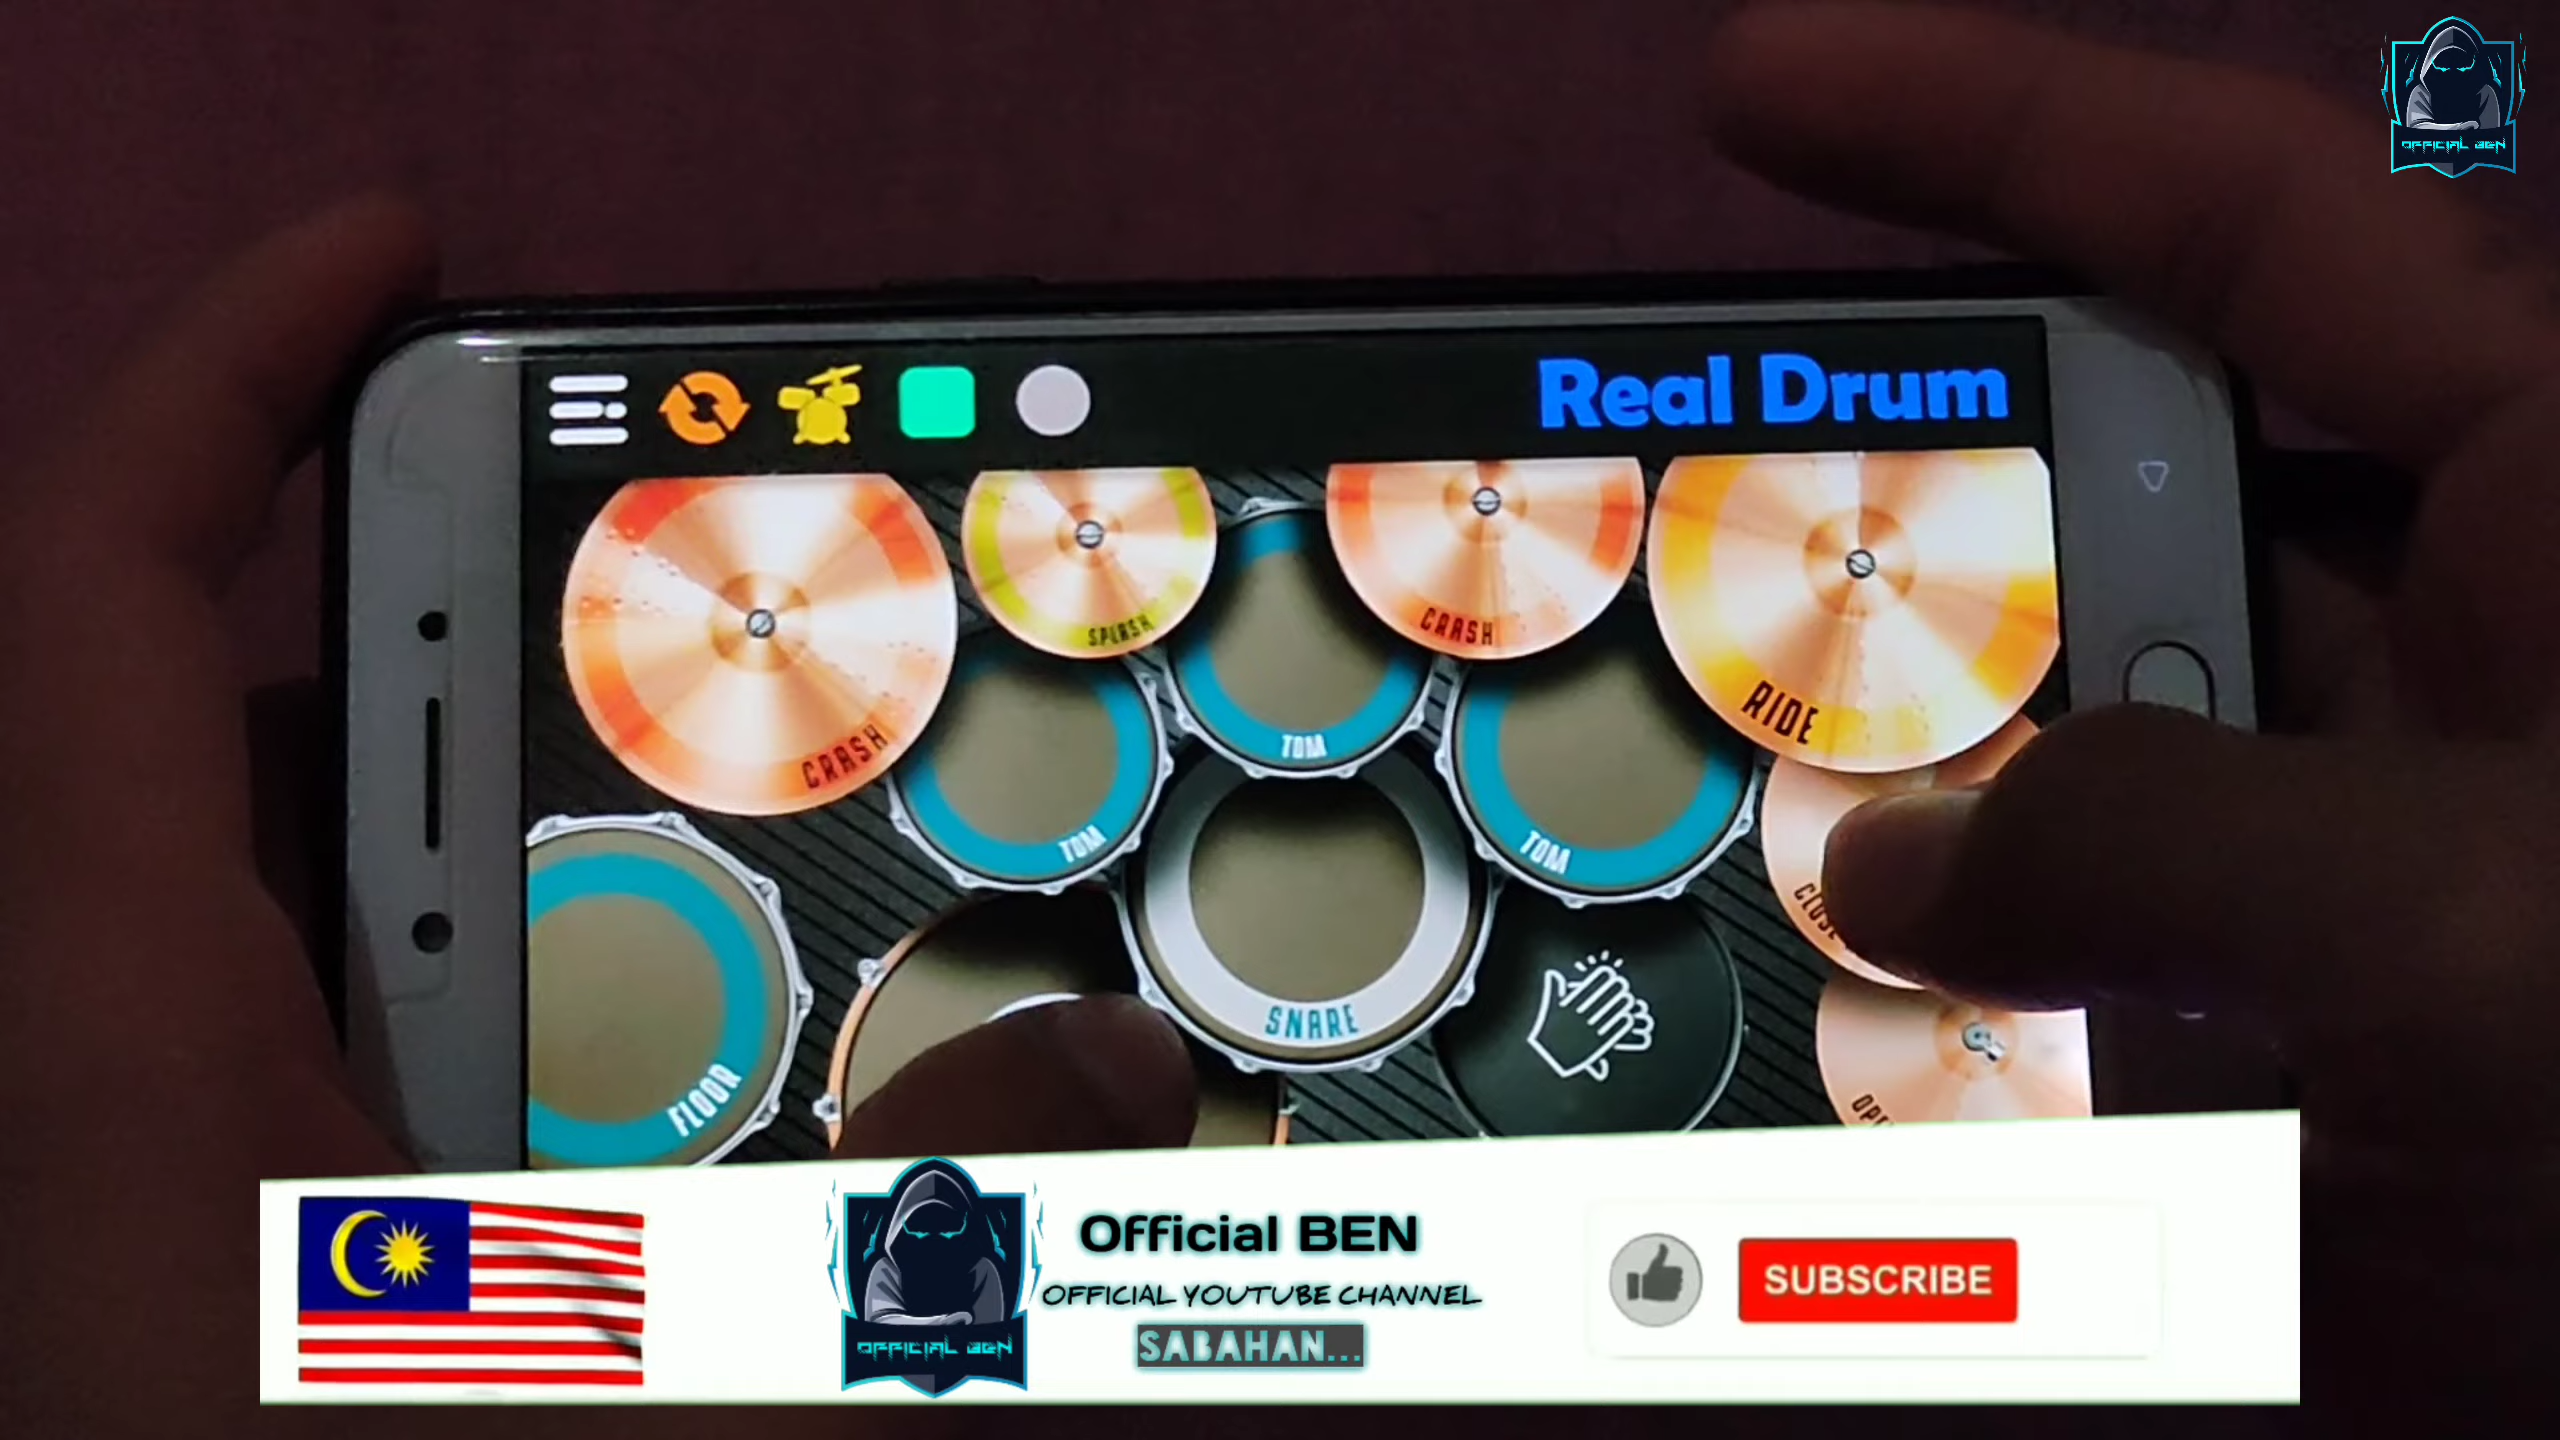 OFFICIAL BEN
Real Drum
SPLASH
CRASH
RIDE
CRASH
TOM
TOM
TOM
SNARE
FLOOR
Official BEN
OFFICIAL YOUTUBE CHANNEL
SABAHAN...
OFFICIAL BEN
SUBSCRIBE